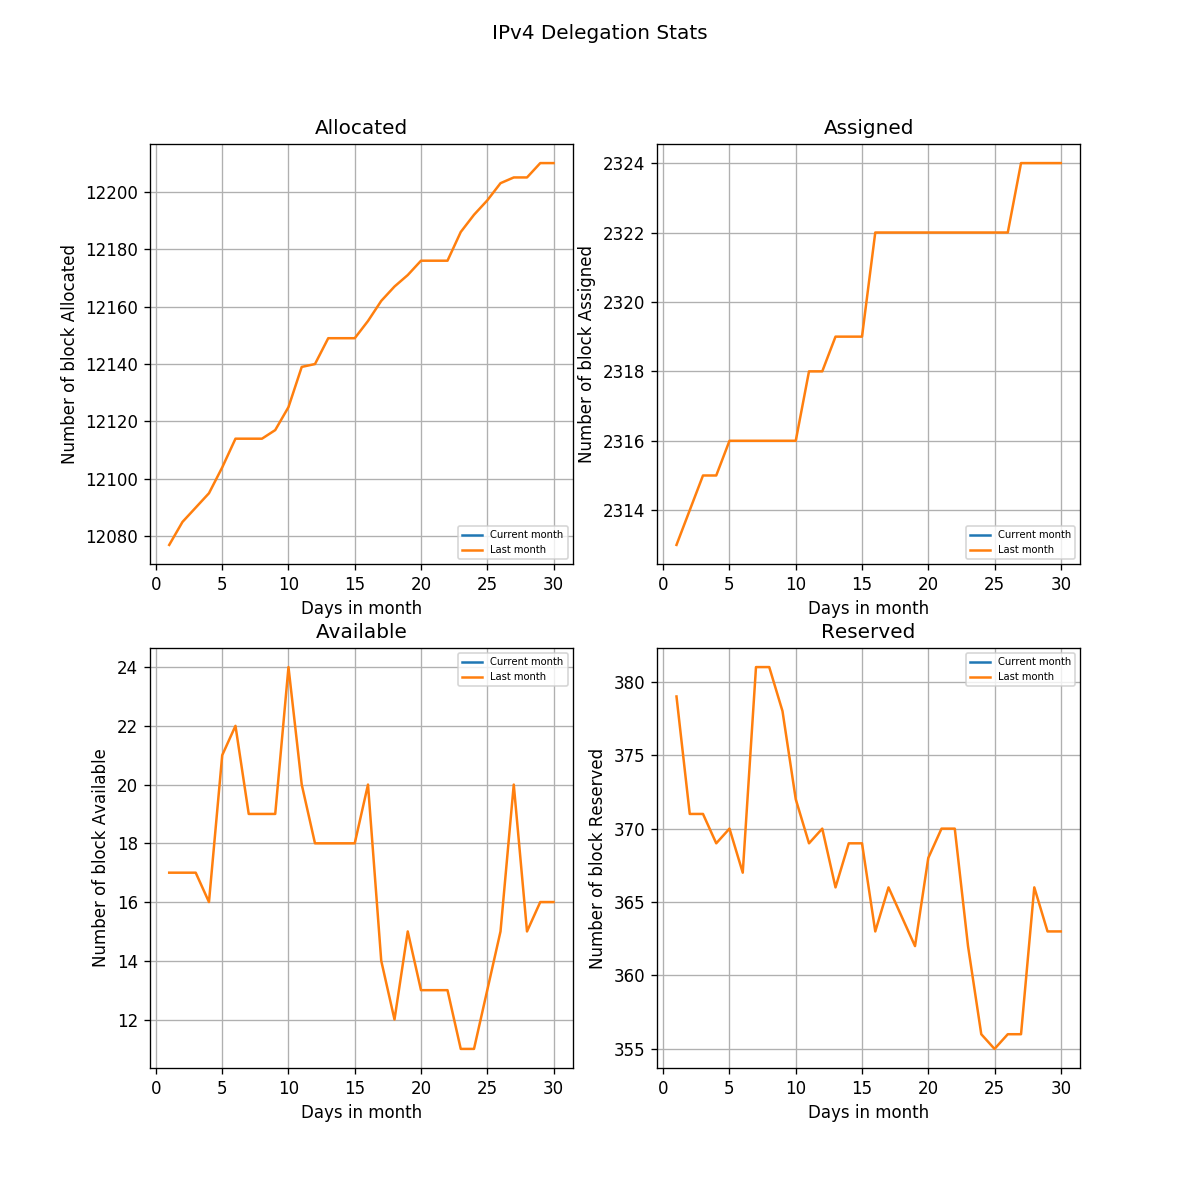 IPv4 Delegation Stats
Allocated
Number of block Allocated
12200
12180
12160
12140
12120
12100
12080
0 5 10 15 20 25 30
Days in month
Current month
Last month
Assigned
Number of block Assigned
2324
2322
2320
2318
2316
2314
0 5 10 15 20 25 30
Days in month
Current month
Last month
Available
Number of block Available
24
22
20
18
16
14
12
0 5 10 15 20 25 30
Days in month
Current month
Last month
Reserved
Number of block Reserved
380
375
370
365
360
355
0 5 10 15 20 25 30
Days in month
Current month
Last month